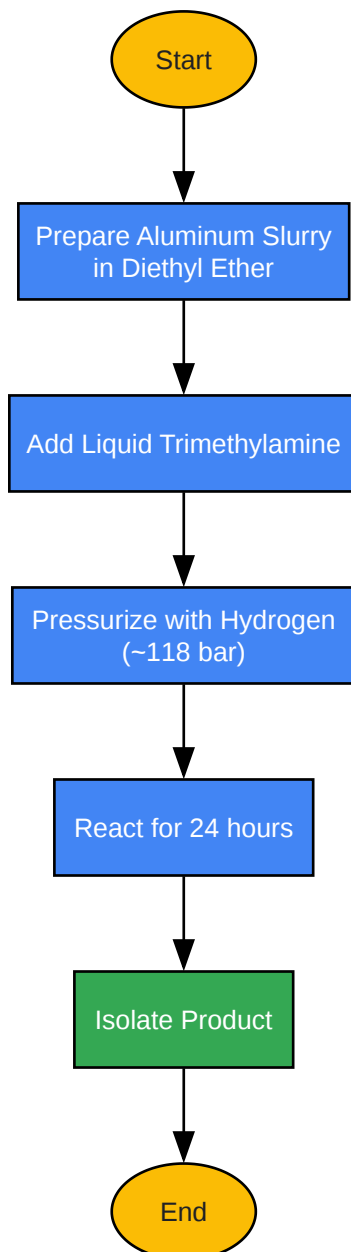 Start
Prepare Aluminum Slurry
in Diethyl Ether
Add Liquid Trimethylamine
Pressurize with Hydrogen
(~118 bar)
React for 24 hours
Isolate Product
End